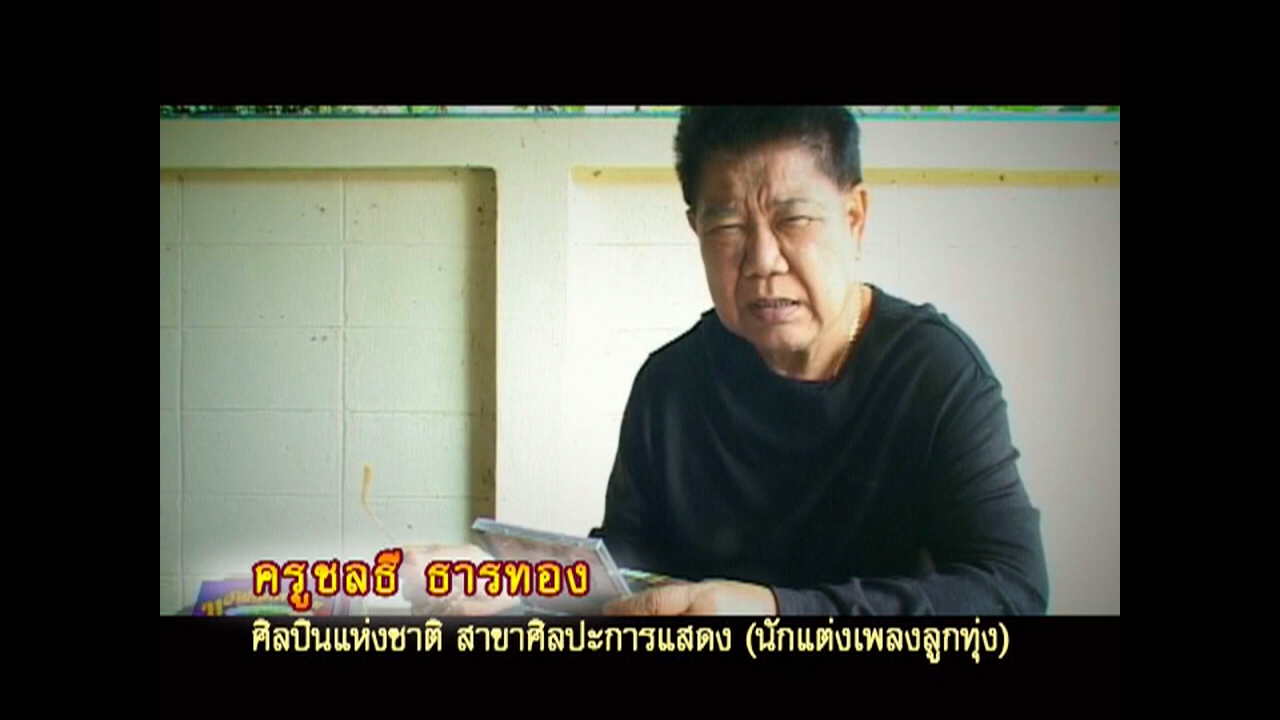 ครูชลธี ธารทอง
ศิลปินแห่งชาติ สาขาศิลปะการแสดง (นักแต่งเพลงลูกทุ่ง)